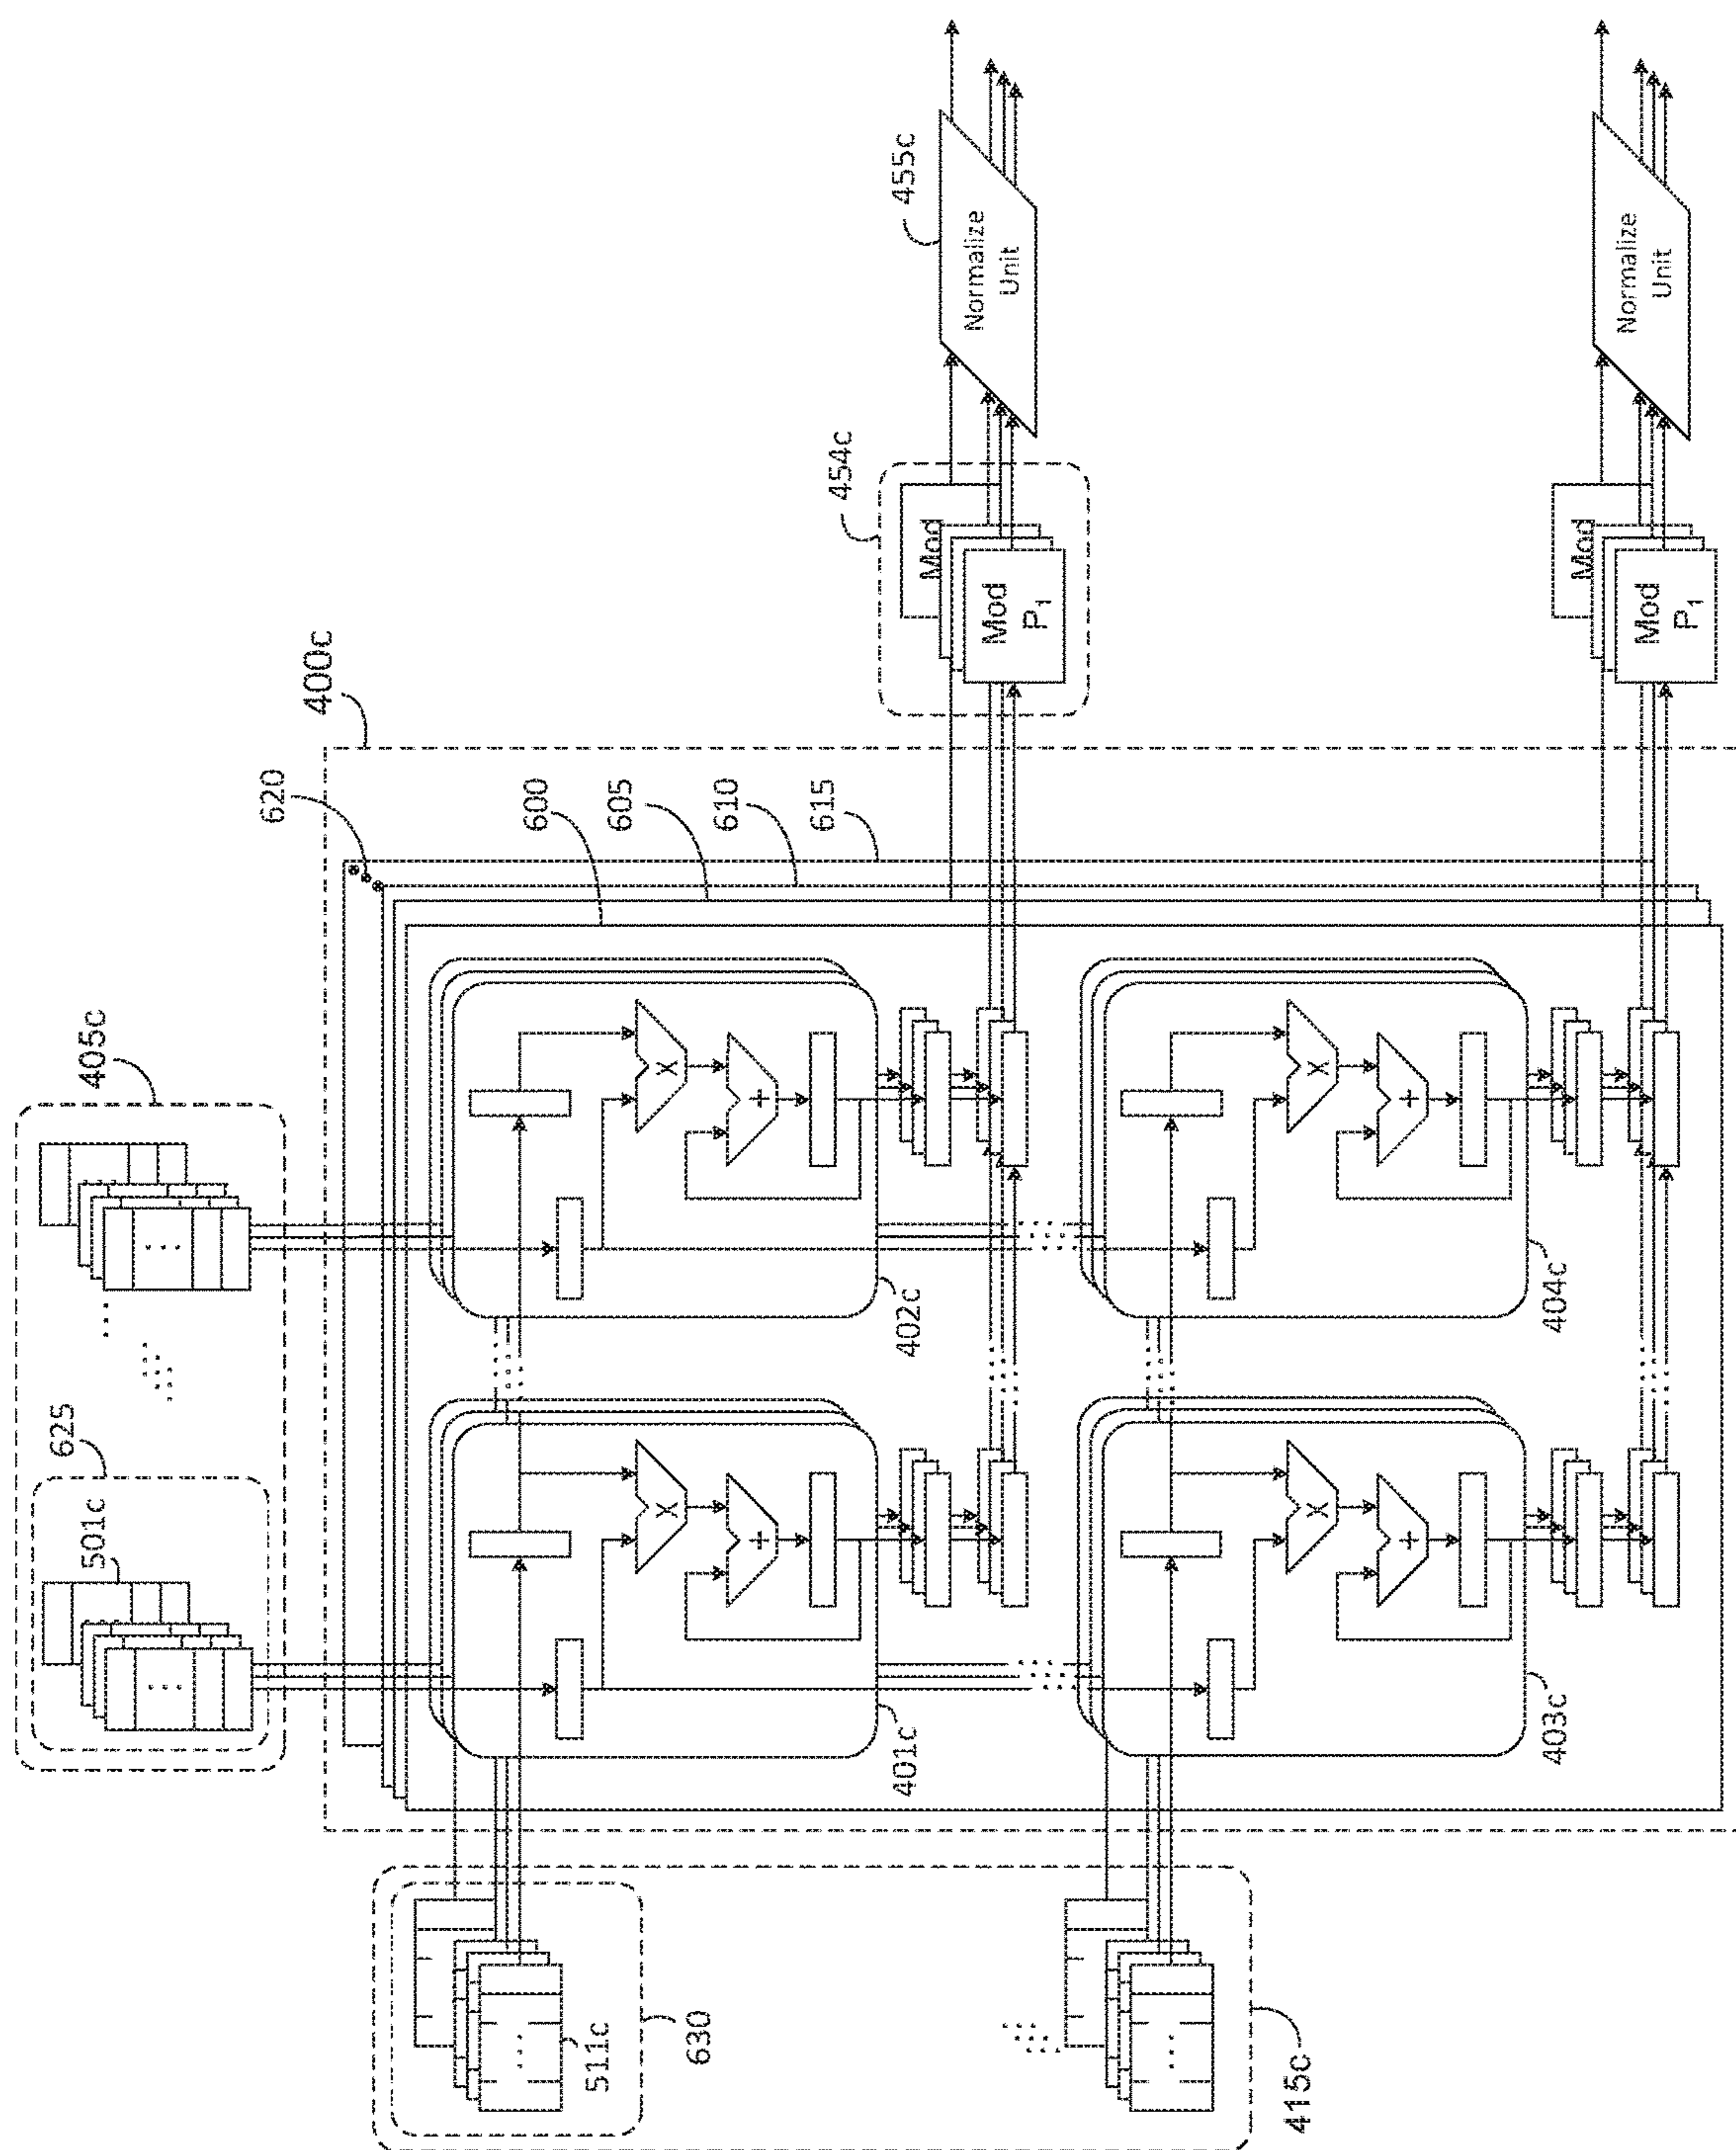 405c
625
501c
620
400c
600
605
610
615
454c
455c
Mod
Mod
P₁
Normalize
Unit
402c
401c
X
+
X
+
630
511c
404c
403c
X
+
X
+
Mod
Mod
P₁
Normalize
Unit
415c